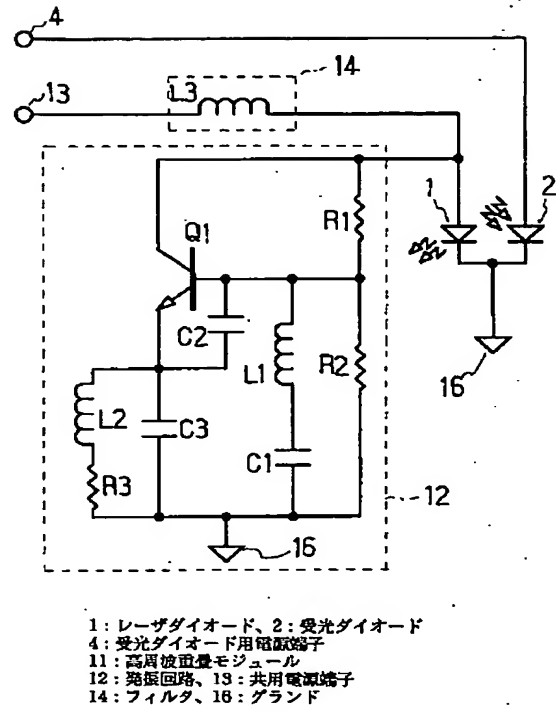 4
14
13
L3
1
2
R1
Q1
C2
L1
R2
16
L2
C3
C1
R3
12
16
1:レーザダイオード、2:受光ダイオード
4:受光ダイオード用電源端子
11:高周波重畳モジュール
12:発振回路、13:共用電源端子
14:フィルタ、16:グランド